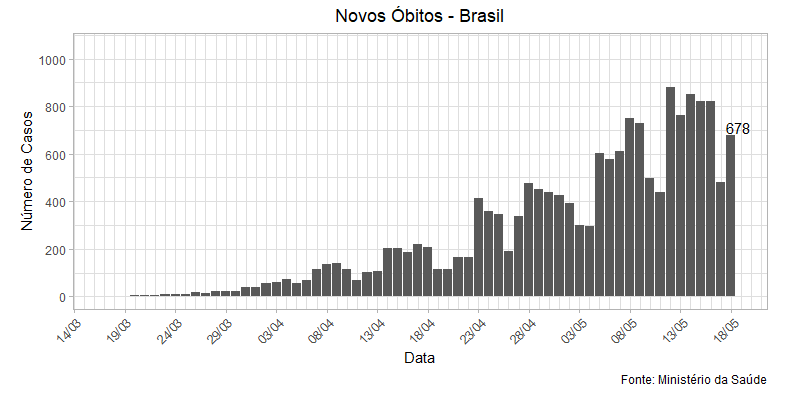 Novos Óbitos - Brasil
Número de Casos
1000
800
600
400
200
0
678
14/03 19/03 24/03 29/03 03/04 08/04 13/04 18/04 23/04 28/04 03/05 08/05 13/05 18/05
Data
Fonte: Ministério da Saúde